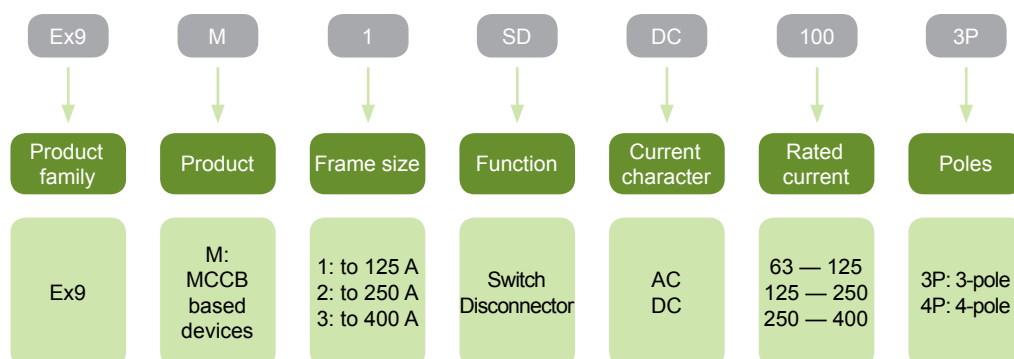 Ex9 M 1 SD DC 100 3P
Product
family
Product
Frame size
Function
Current
character
Rated
current
Poles
Ex9
M:
MCCB
based
devices
1: to 125 A
2: to 250 A
3: to 400 A
Switch
Disconnector
AC
DC
63 — 125
125 — 250
250 — 400
3P: 3-pole
4P: 4-pole